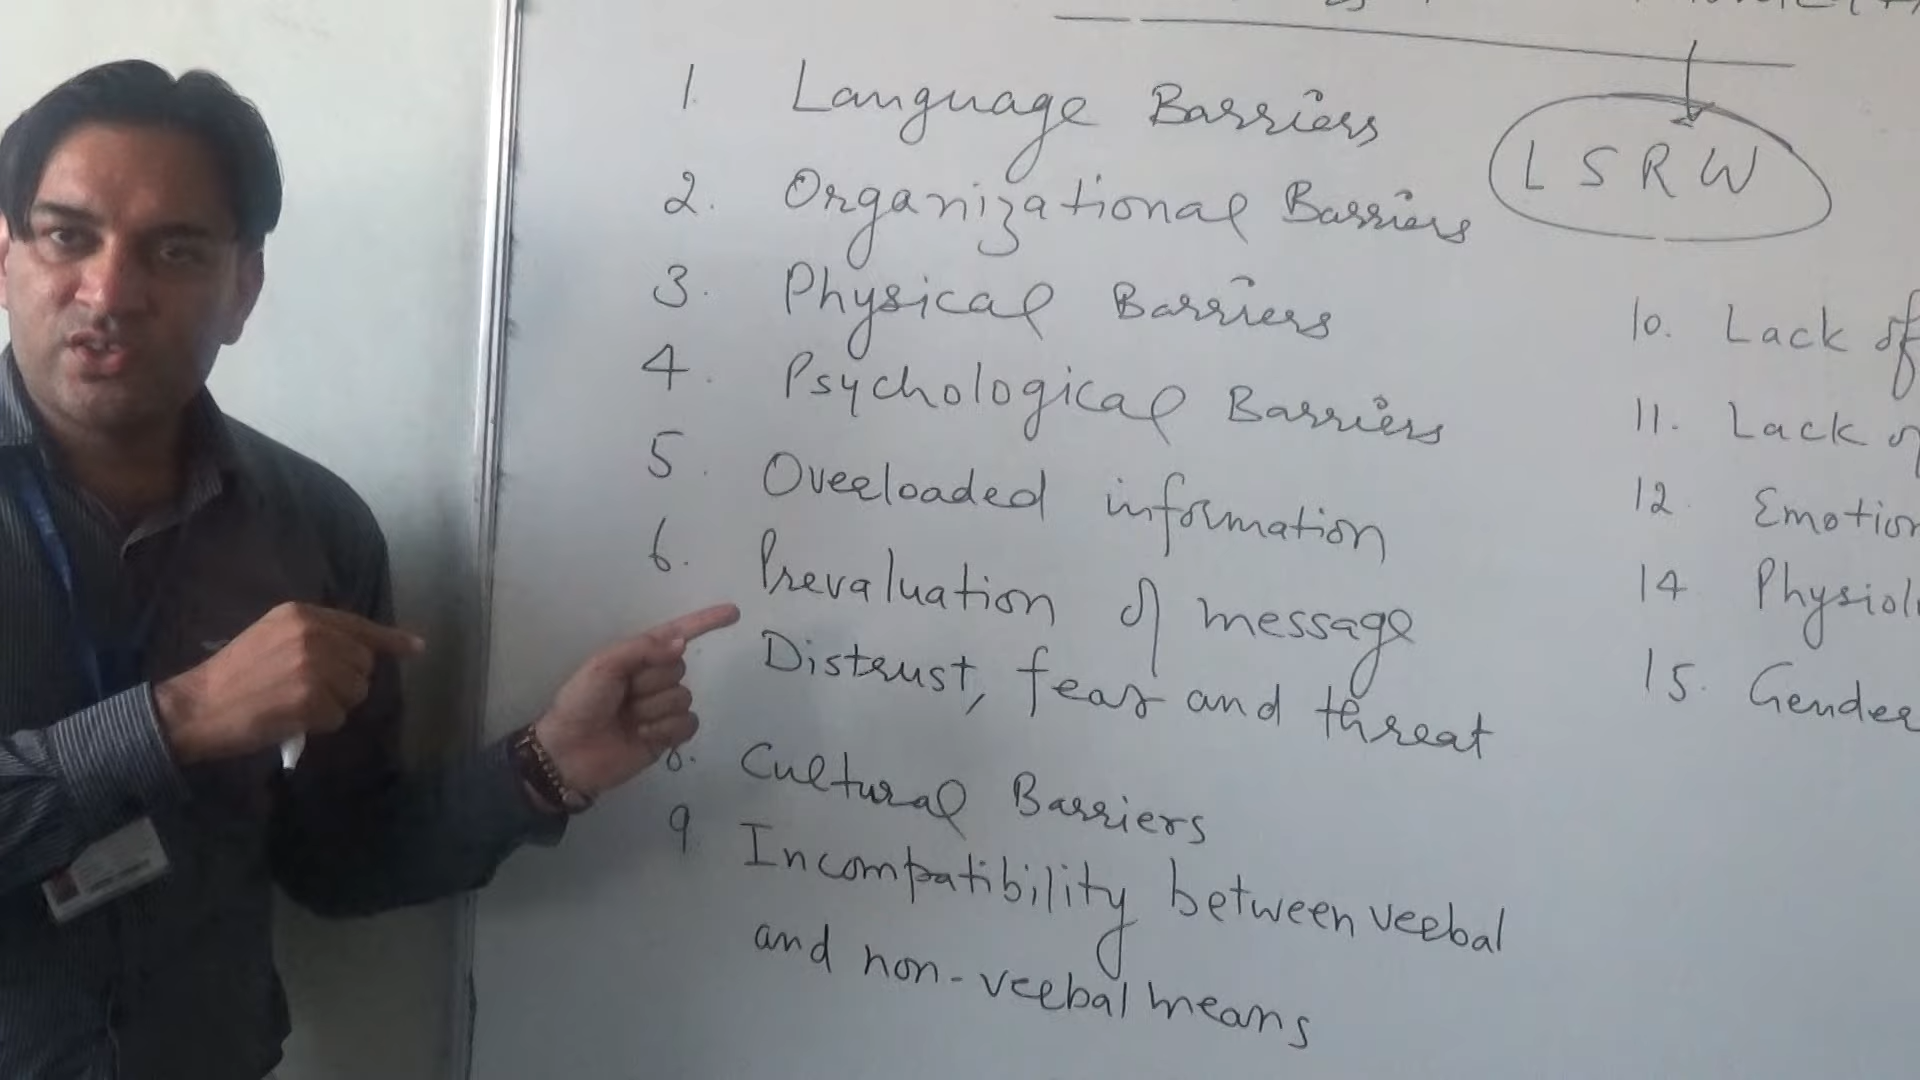 1. Language Barriers
2. Organizational Barriers
3. Physical Barriers
4. Psychological Barriers
5. Overloaded information
6. Prevaluation of message
Distrust, fear and threat
8. Cultural Barriers
9 Incompatibility between verbal
and non-verbal means
L S R W
10. Lack of
11. Lack
12. Emotion
14 Physiol
15. Gender